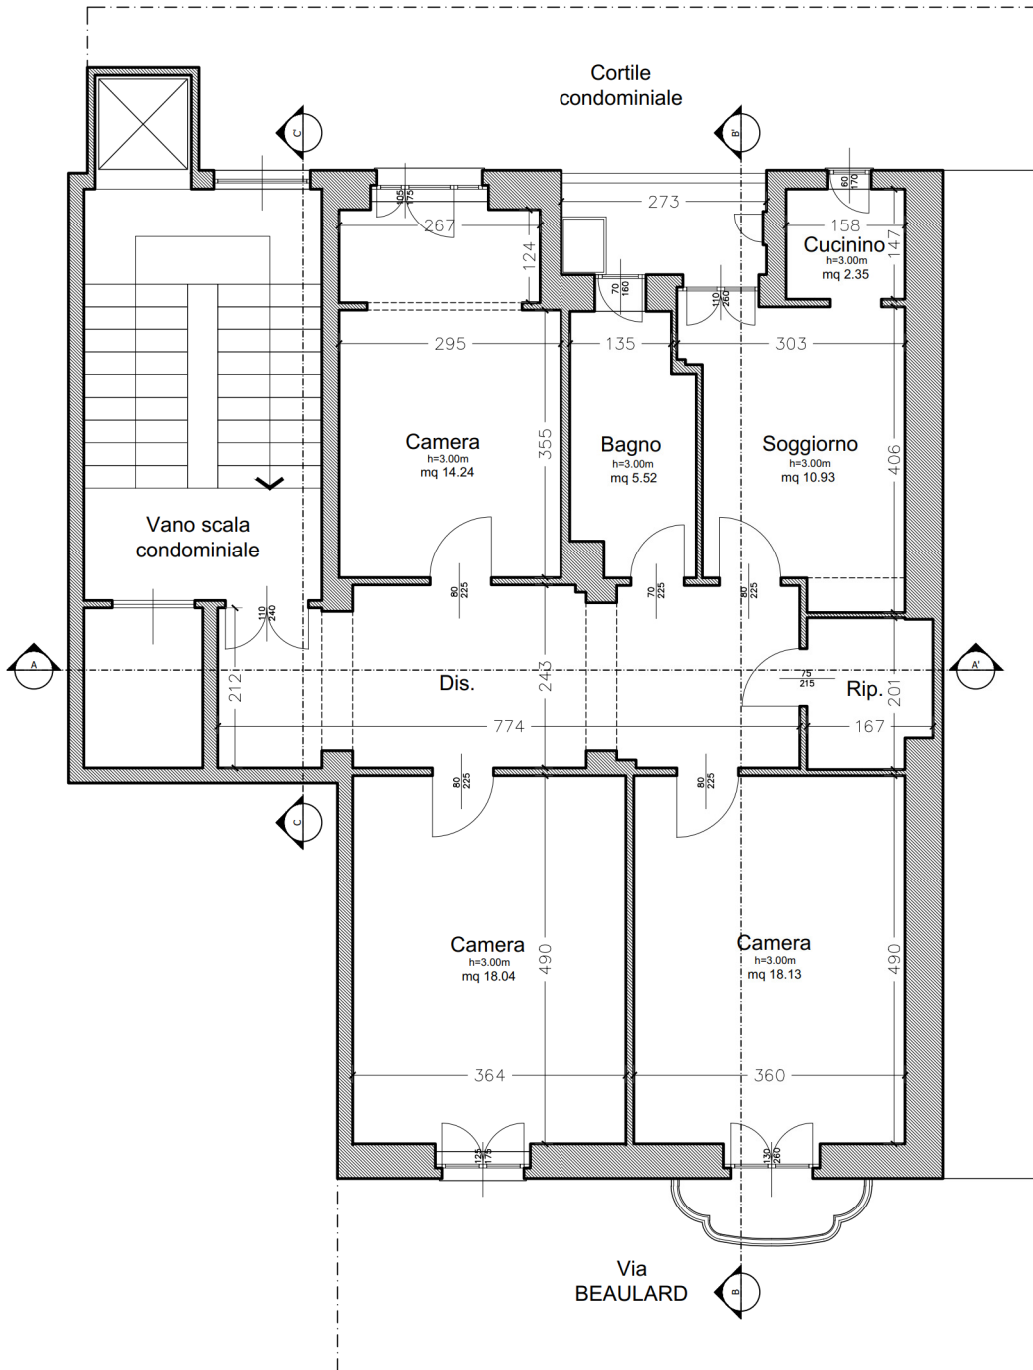 Cortile
condominiale
C'
B'
105
175
267
124
273
60
170
158
147
Cucinino
h=3.00m
mq 2.35
70
160
110
260
295
135
303
355
406
Camera
h=3.00m
mq 14.24
Bagno
h=3.00m
mq 5.52
Soggiorno
h=3.00m
mq 10.93
Vano scala
condominiale
80
225
70
225
80
225
110
240
A
A'
212
Dis.
243
75
215
Rip.
201
774
167
80
225
80
225
C
Camera
h=3.00m
mq 18.04
490
Camera
h=3.00m
mq 18.13
490
364
360
125
175
130
260
Via
BEAULARD
B